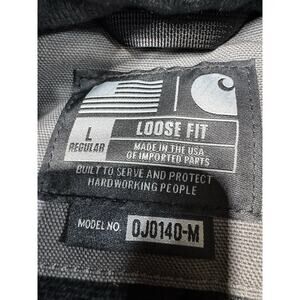 L
REGULAR
LOOSE FIT
MADE IN THE USA
OF IMPORTED PARTS
BUILT TO SERVE AND PROTECT
HARDWORKING PEOPLE
MODEL NO. OJ0140-M